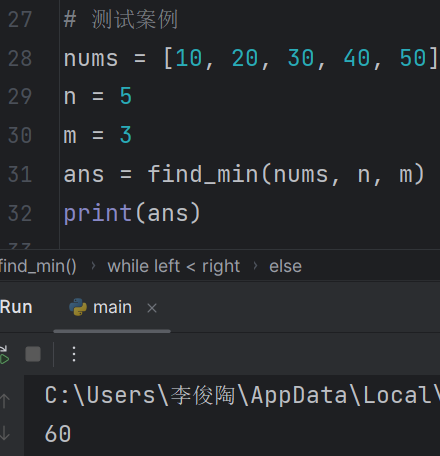 27 # 测试案例
28 nums = [10, 20, 30, 40, 50]
29 n = 5
30 m = 3
31 ans = find_min(nums, n, m)
32 print(ans)
find_min() › while left < right › else
Run main ×
C:\Users\李俊陶\AppData\Local\
60